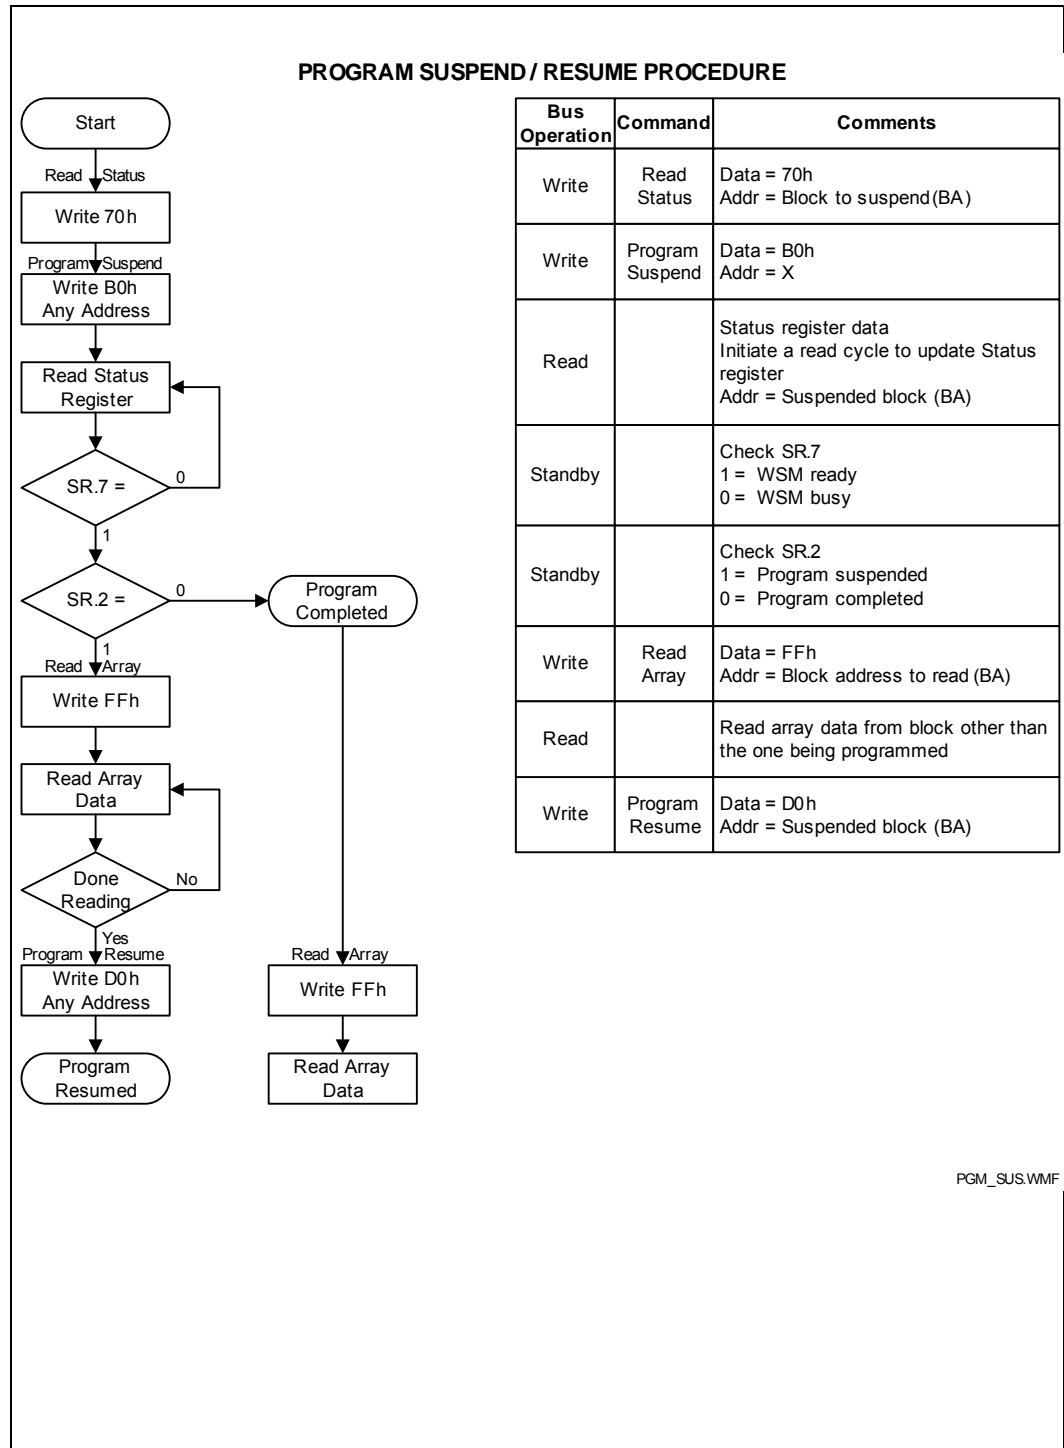 PROGRAM SUSPEND / RESUME PROCEDURE
Start
Read Status
Write 70h
Program Suspend
Write B0h
Any Address
Read Status
Register
SR.7 =
0
1
SR.2 =
0
Program
Completed
1
Read Array
Write FFh
Read Array
Data
Done
Reading
No
Yes
Program Resume
Write D0h
Any Address
Program
Resumed
Read Array
Write FFh
Read Array
Data
Bus
Operation
Command
Comments
Write
Read
Status
Data = 70h
Addr = Block to suspend (BA)
Write
Program
Suspend
Data = B0h
Addr = X
Read
Status register data
Initiate a read cycle to update Status
register
Addr = Suspended block (BA)
Standby
Check SR.7
1 = WSM ready
0 = WSM busy
Standby
Check SR.2
1 = Program suspended
0 = Program completed
Write
Read
Array
Data = FFh
Addr = Block address to read (BA)
Read
Read array data from block other than
the one being programmed
Write
Program
Resume
Data = D0h
Addr = Suspended block (BA)
PGM_SUS.WMF